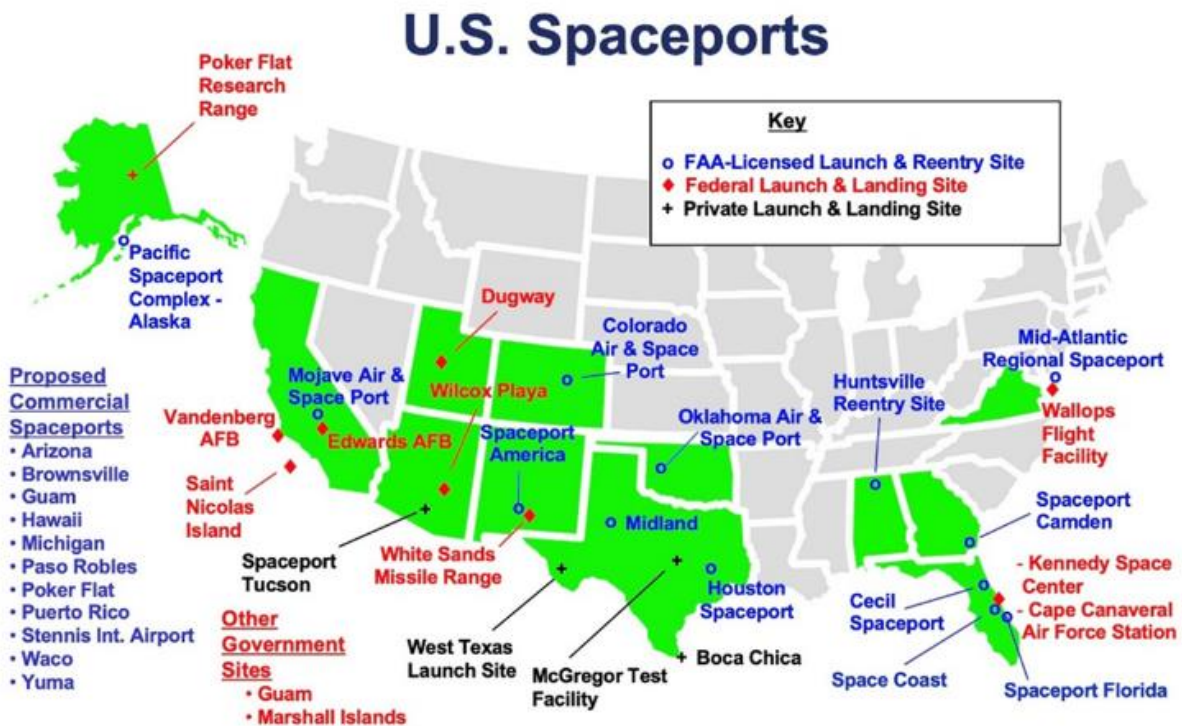 U.S. Spaceports
Poker Flat
Research
Range
Key
FAA-Licensed Launch & Reentry Site
Federal Launch & Landing Site
Private Launch & Landing Site
Pacific
Spaceport
Complex -
Alaska
Dugway
Colorado
Air & Space
Port
Mid-Atlantic
Regional Spaceport
Huntsville
Reentry Site
Mojave Air &
Space Port
Wilcox Playa
Vandenberg
AFB
Edwards AFB
Spaceport
America
Oklahoma Air &
Space Port
Wallops
Flight
Facility
Saint
Nicolas
Island
Midland
Spaceport
Camden
Spaceport
Tucson
White Sands
Missile Range
Houston
Spaceport
Cecil
Spaceport
- Kennedy Space
Center
- Cape Canaveral
Air Force Station
West Texas
Launch Site
McGregor Test
Facility
Boca Chica
Space Coast
Spaceport Florida
Proposed
Commercial
Spaceports
• Arizona
• Brownsville
• Guam
• Hawaii
• Michigan
• Paso Robles
• Poker Flat
• Puerto Rico
• Stennis Int. Airport
• Waco
• Yuma
Other
Government
Sites
• Guam
• Marshall Islands